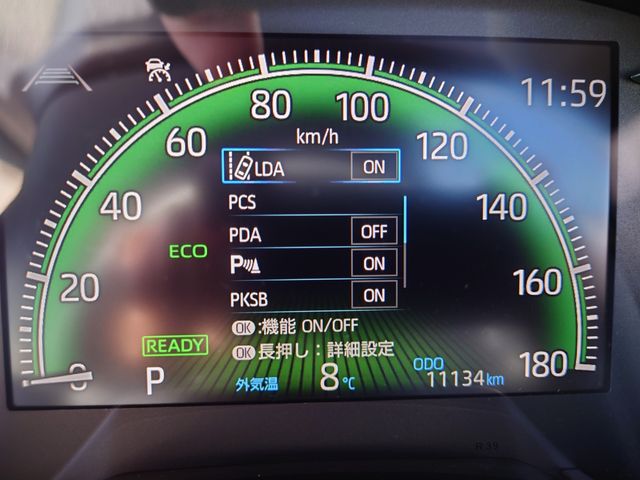 11:59
80
100
km/h
60
120
LDA ON
PCS
40
140
PDA OFF
ECO
P ON
20
160
PKSB ON
OK:機能 ON/OFF
READY
OK長押し:詳細設定
0
P
外気温 8℃
ODO
11134km
180
R39